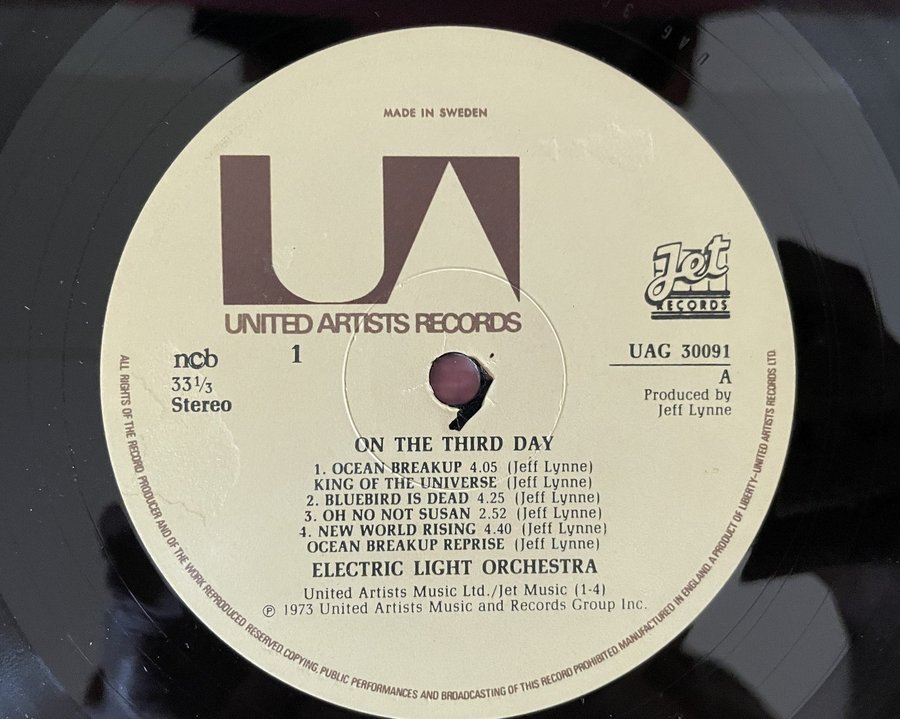 MADE IN SWEDEN
UA
UNITED ARTISTS RECORDS
Jet
RECORDS
ncb
1
UAG 30091
33 1/3
A
Stereo
Produced by
Jeff Lynne
ON THE THIRD DAY
1. OCEAN BREAKUP 4.05 (Jeff Lynne)
KING OF THE UNIVERSE (Jeff Lynne)
2. BLUEBIRD IS DEAD 4.25 (Jeff Lynne)
3. OH NO NOT SUSAN 2.52 (Jeff Lynne)
4. NEW WORLD RISING 4.40 (Jeff Lynne)
OCEAN BREAKUP REPRISE (Jeff Lynne)
ELECTRIC LIGHT ORCHESTRA
United Artists Music Ltd./Jet Music (1-4)
℗ 1973 United Artists Music and Records Group Inc.
ALL RIGHTS OF THE RECORD PRODUCER AND OF THE WORK REPRODUCED RESERVED. COPYING, PUBLIC PERFORMANCES AND BROADCASTING OF THIS RECORD PROHIBITED. MANUFACTURED IN ENGLAND. A PRODUCT OF LIBERTY-UNITED ARTISTS RECORDS LTD.